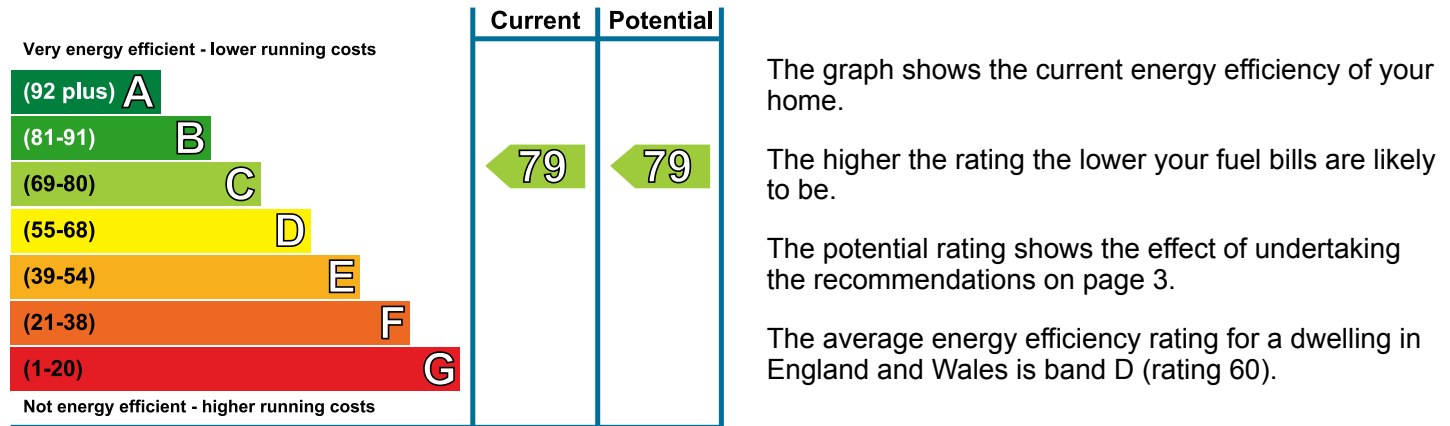 Current Potential
Very energy efficient - lower running costs
(92 plus) A
(81-91) B
(69-80) C
(55-68) D
(39-54) E
(21-38) F
(1-20) G
Not energy efficient - higher running costs
79 79
The graph shows the current energy efficiency of your
home.
The higher the rating the lower your fuel bills are likely
to be.
The potential rating shows the effect of undertaking
the recommendations on page 3.
The average energy efficiency rating for a dwelling in
England and Wales is band D (rating 60).